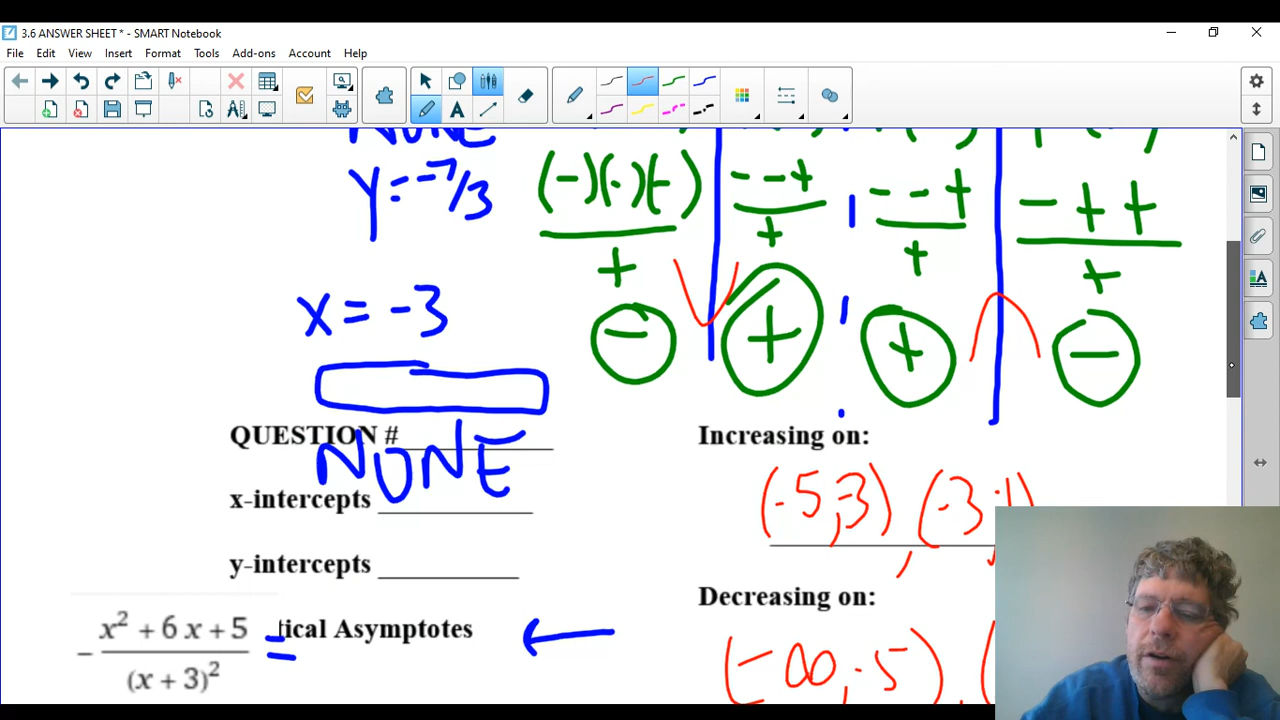 3.6 ANSWER SHEET * - SMART Notebook
File Edit View Insert Format Tools Add-ons Account Help
NONE
y = -7/3
(-)(-)(-)
+
- - +
+
- - +
+
- + +
+
-
+
+
-
x = -3
QUESTION #
NONE
x-intercepts
y-intercepts
tical Asymptotes
- x² + 6x + 5 =
(x + 3)²
Increasing on:
(-5,-3), (-3,-1)
Decreasing on:
(-∞,-5), (